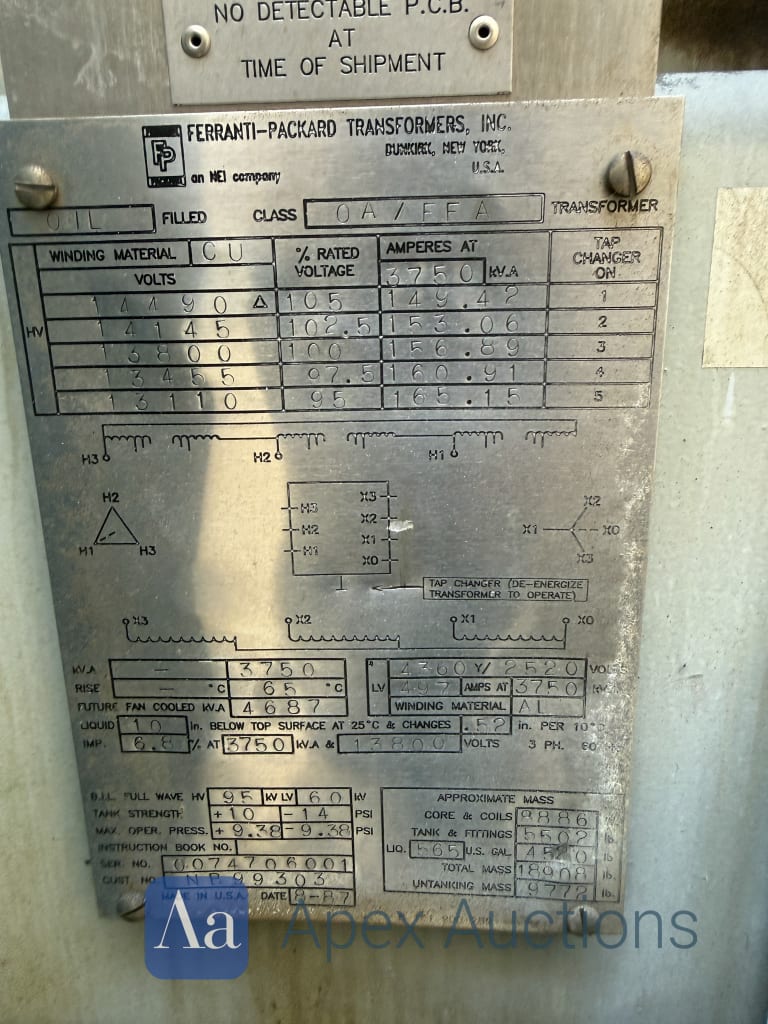 NO DETECTABLE P.C.B.
AT
TIME OF SHIPMENT
FP FERRANTI-PACKARD TRANSFORMERS, INC.
DUNKIRK, NEW YORK,
an NEI company U.S.A.
OIL FILLED CLASS OA/FFA TRANSFORMER
WINDING MATERIAL CU % RATED VOLTAGE AMPERES AT 3750 KV.A TAP CHANGER ON
VOLTS
HV
14490 Δ 105 149.42 1
14145 102.5 153.06 2
13800 100 156.89 3
13455 97.5 160.91 4
13110 95 165.15 5
H3 H2 H1
H2 H3 X3 X2
H2 X2 X1 X0
H1 H3 H1 X1 X3
X0
TAP CHANGER (DE-ENERGIZE
TRANSFORMER TO OPERATE)
X3 X2 X1 X0
KV.A - 3750 LV 4360Y/2520 VOLTS
RISE - °C 65 °C 497 AMPS AT 3750
FUTURE FAN COOLED KV.A 4687 WINDING MATERIAL AL
LIQUID 10 in. BELOW TOP SURFACE AT 25°C & CHANGES .52 in. PER 10°C
IMP. 6.8 % AT 3750 KV.A & 13800 VOLTS 3 PH. 60
B.I.L. FULL WAVE HV 95 KV LV 60 KV
TANK STRENGTH +10 -14 PSI
MAX. OPER. PRESS. +9.38 -9.38 PSI
INSTRUCTION BOOK NO.
SER. NO. 0074706001
CUST. NO. NB99303
MADE IN U.S.A. DATE 8-87
APPROXIMATE MASS
CORE & COILS 8886
TANK & FITTINGS 5502 lb.
LIQ. 565 U.S. GAL. lb.
TOTAL MASS 18908 lb.
UNTANKING MASS 9772 lb.
Aa Apex Auctions